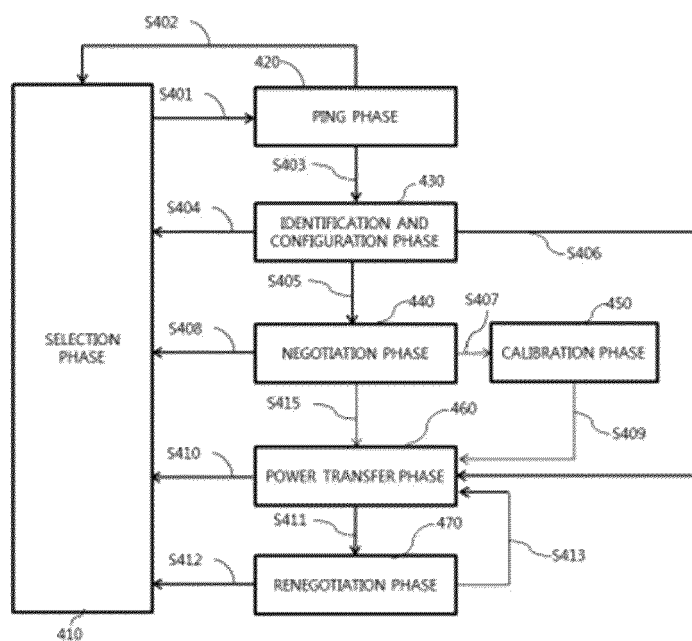 S402
420
S401
PING PHASE
S403
430
S404
IDENTIFICATION AND
CONFIGURATION PHASE
S406
S405
440
S407
450
S408
SELECTION
PHASE
NEGOTIATION PHASE
CALIBRATION PHASE
S415
460
S409
S410
POWER TRANSFER PHASE
S411
470
S412
S413
RENEGOTIATION PHASE
410